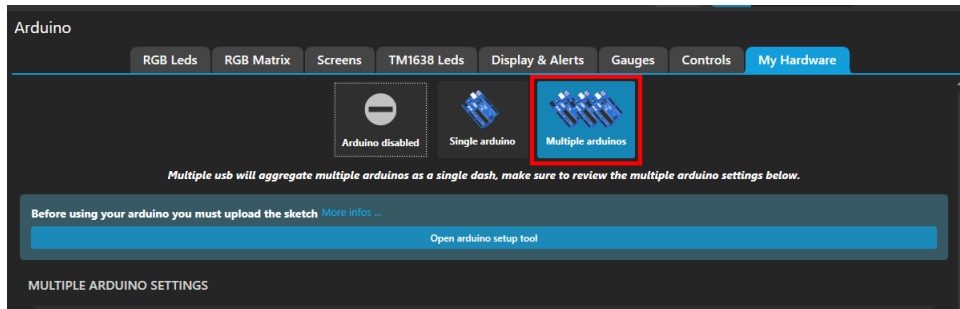 Arduino
RGB Leds RGB Matrix Screens TM1638 Leds Display & Alerts Gauges Controls My Hardware
Arduino disabled Single arduino Multiple arduinos
Multiple usb will aggregate multiple arduinos as a single dash, make sure to review the multiple arduino settings below.
Before using your arduino you must upload the sketch More infos ...
Open arduino setup tool
MULTIPLE ARDUINO SETTINGS